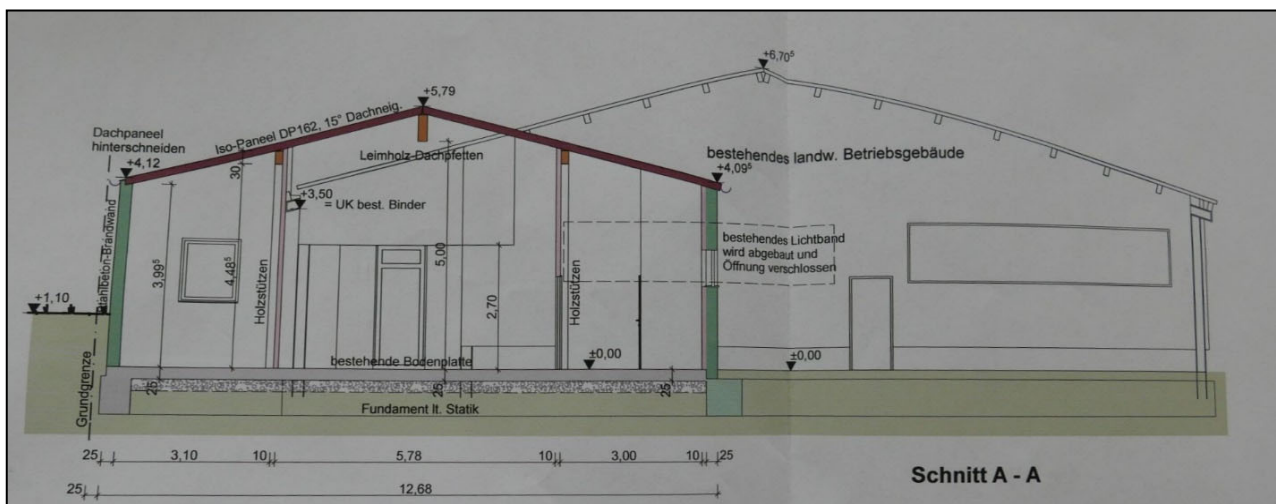 +6,70⁵
+5,79
Iso-Paneel DP162, 15° Dachneig.
Dachpaneel
hinterschneiden
+4,12
Leimholz-Dachpfetten
bestehendes landw. Betriebsgebäude
+4,09⁵
30
+3,50
= UK best. Binder
Stahlbeton-Brandwand
3,99⁵
4,48⁵
Holzstützen
5,00
2,70
Holzstützen
bestehendes Lichtband
wird abgebaut und
Öffnung verschlossen
+1,10
bestehende Bodenplatte
±0,00
±0,00
Grundgrenze
25
25
25
Fundament lt. Statik
25 3,10 10 5,78 10 3,00 10 25
25 12,68
Schnitt A - A